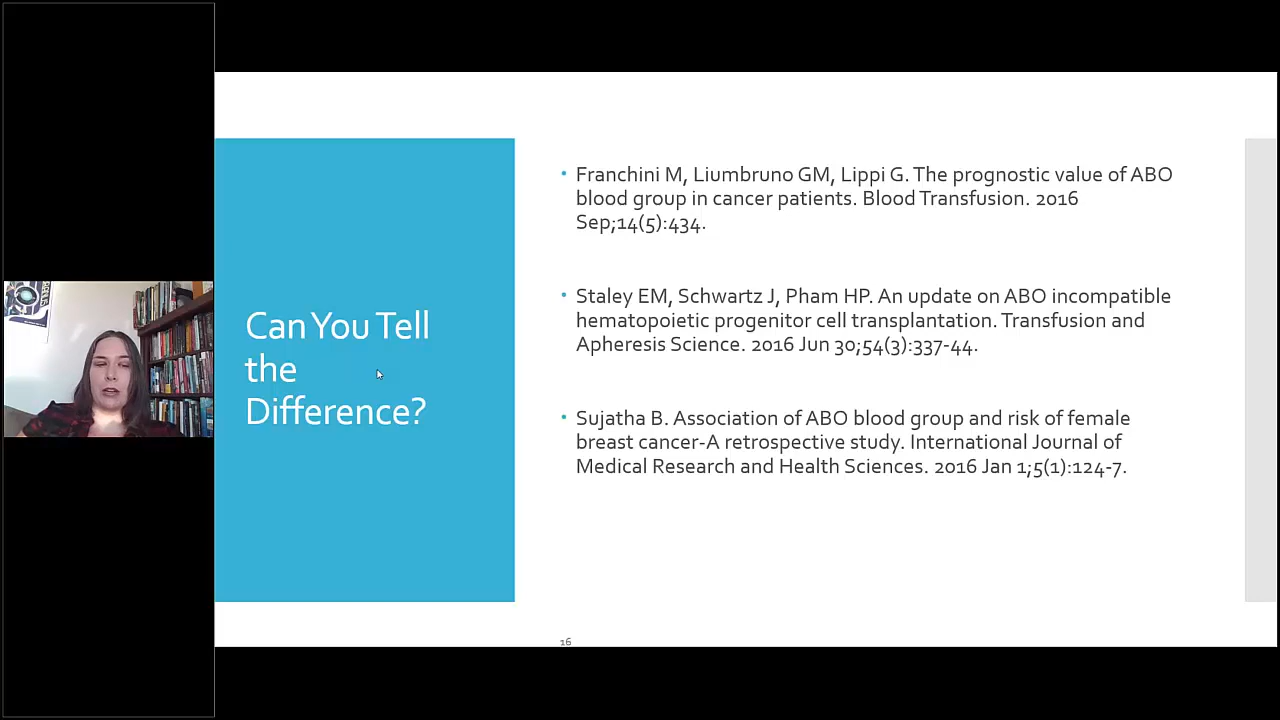 Can You Tell
the
Difference?
• Franchini M, Liumbruno GM, Lippi G. The prognostic value of ABO
blood group in cancer patients. Blood Transfusion. 2016
Sep;14(5):434.
• Staley EM, Schwartz J, Pham HP. An update on ABO incompatible
hematopoietic progenitor cell transplantation. Transfusion and
Apheresis Science. 2016 Jun 30;54(3):337-44.
• Sujatha B. Association of ABO blood group and risk of female
breast cancer-A retrospective study. International Journal of
Medical Research and Health Sciences. 2016 Jan 1;5(1):124-7.
16